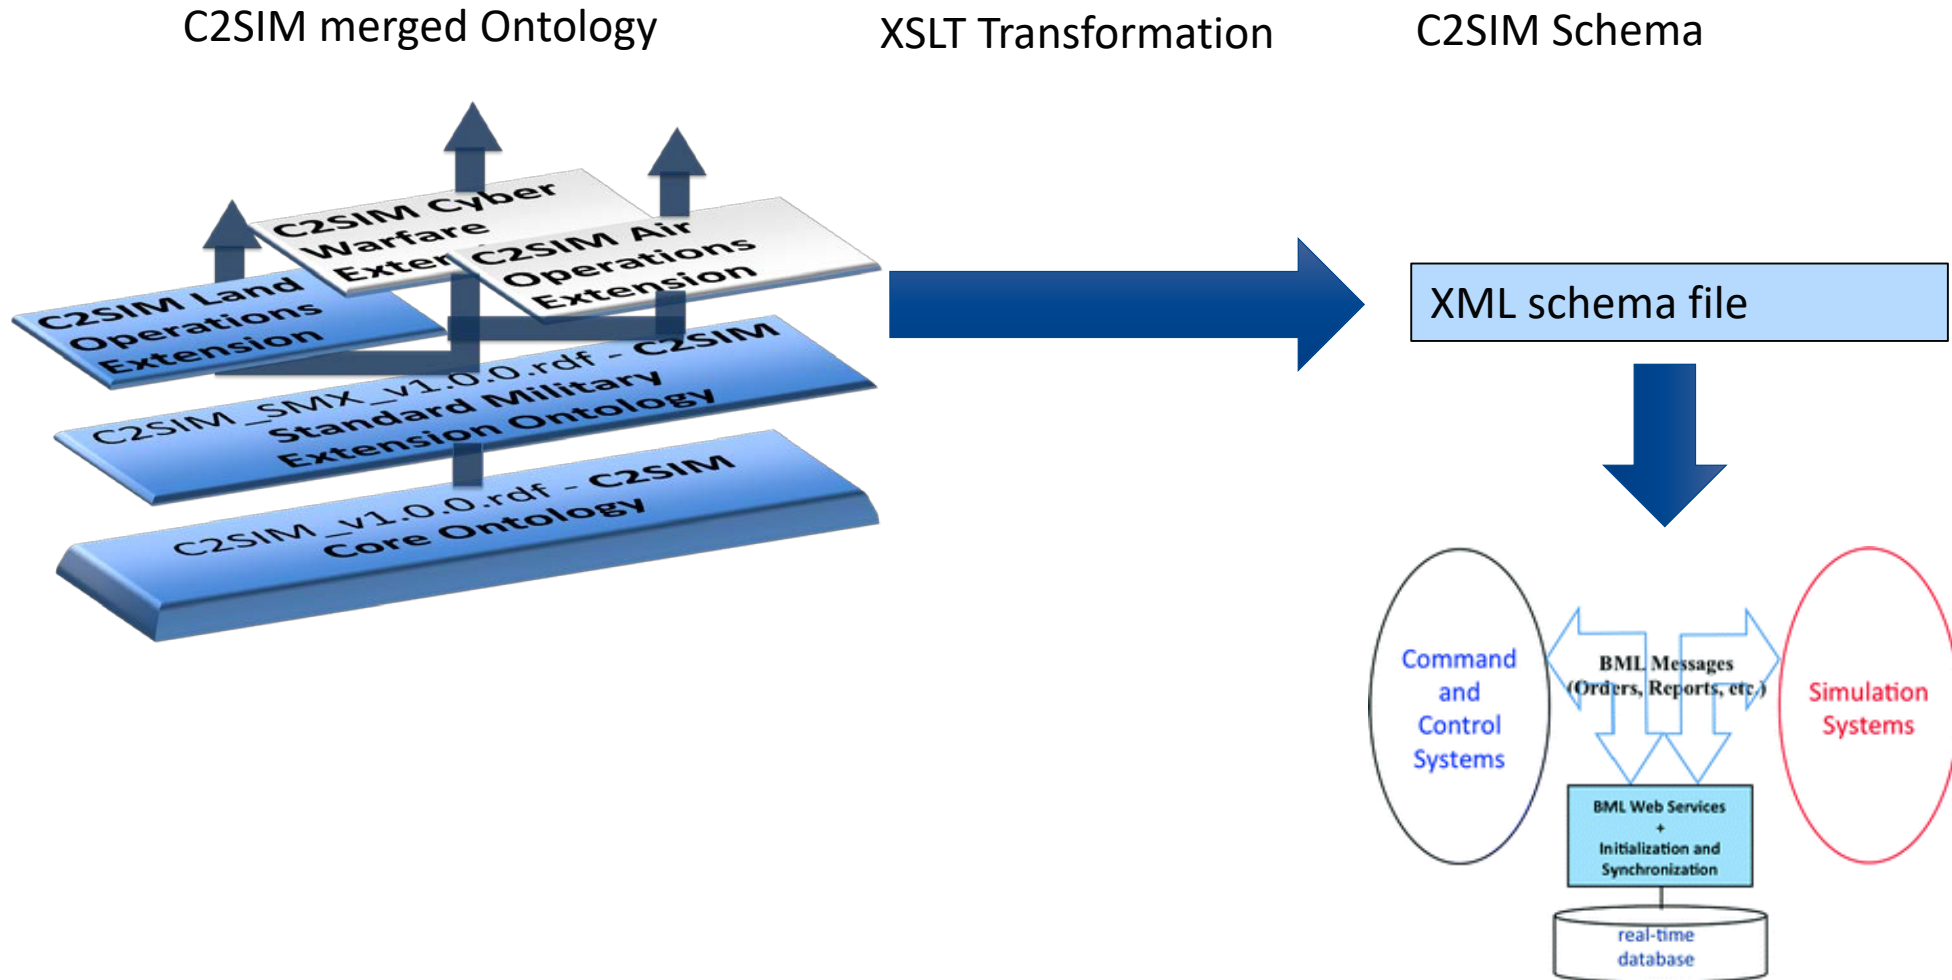 C2SIM merged Ontology
XSLT Transformation
C2SIM Schema
C2SIM Cyber
Warfare
Exten
C2SIM Air
Operations
Extension
C2SIM Land
Operations
Extension
C2SIM_SMX_v1.0.0.rdf - C2SIM
Standard Military
Extension Ontology
C2SIM_v1.0.0.rdf - C2SIM
Core Ontology
XML schema file
Command
and
Control
Systems
BML Messages
(Orders, Reports, etc.)
Simulation
Systems
BML Web Services
+
Initialization and
Synchronization
real-time
database